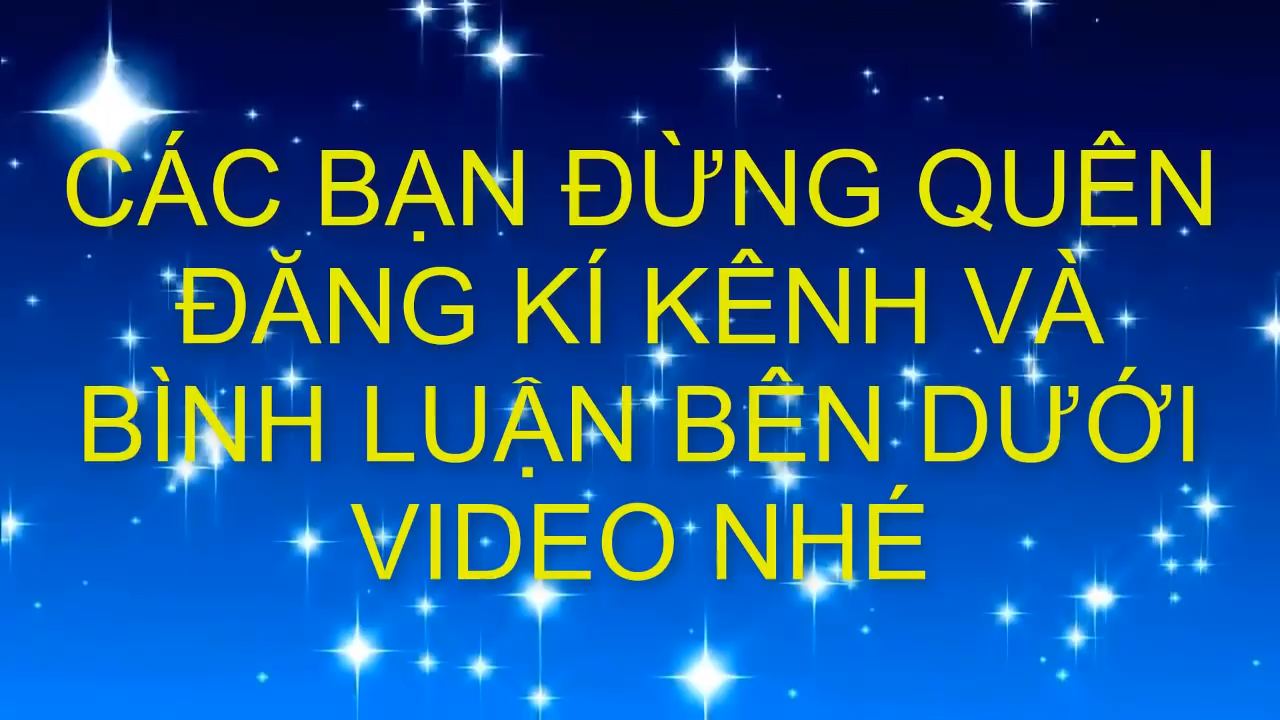 CÁC BẠN ĐỪNG QUÊN
ĐĂNG KÍ KÊNH VÀ
BÌNH LUẬN BÊN DƯỚI
VIDEO NHÉ